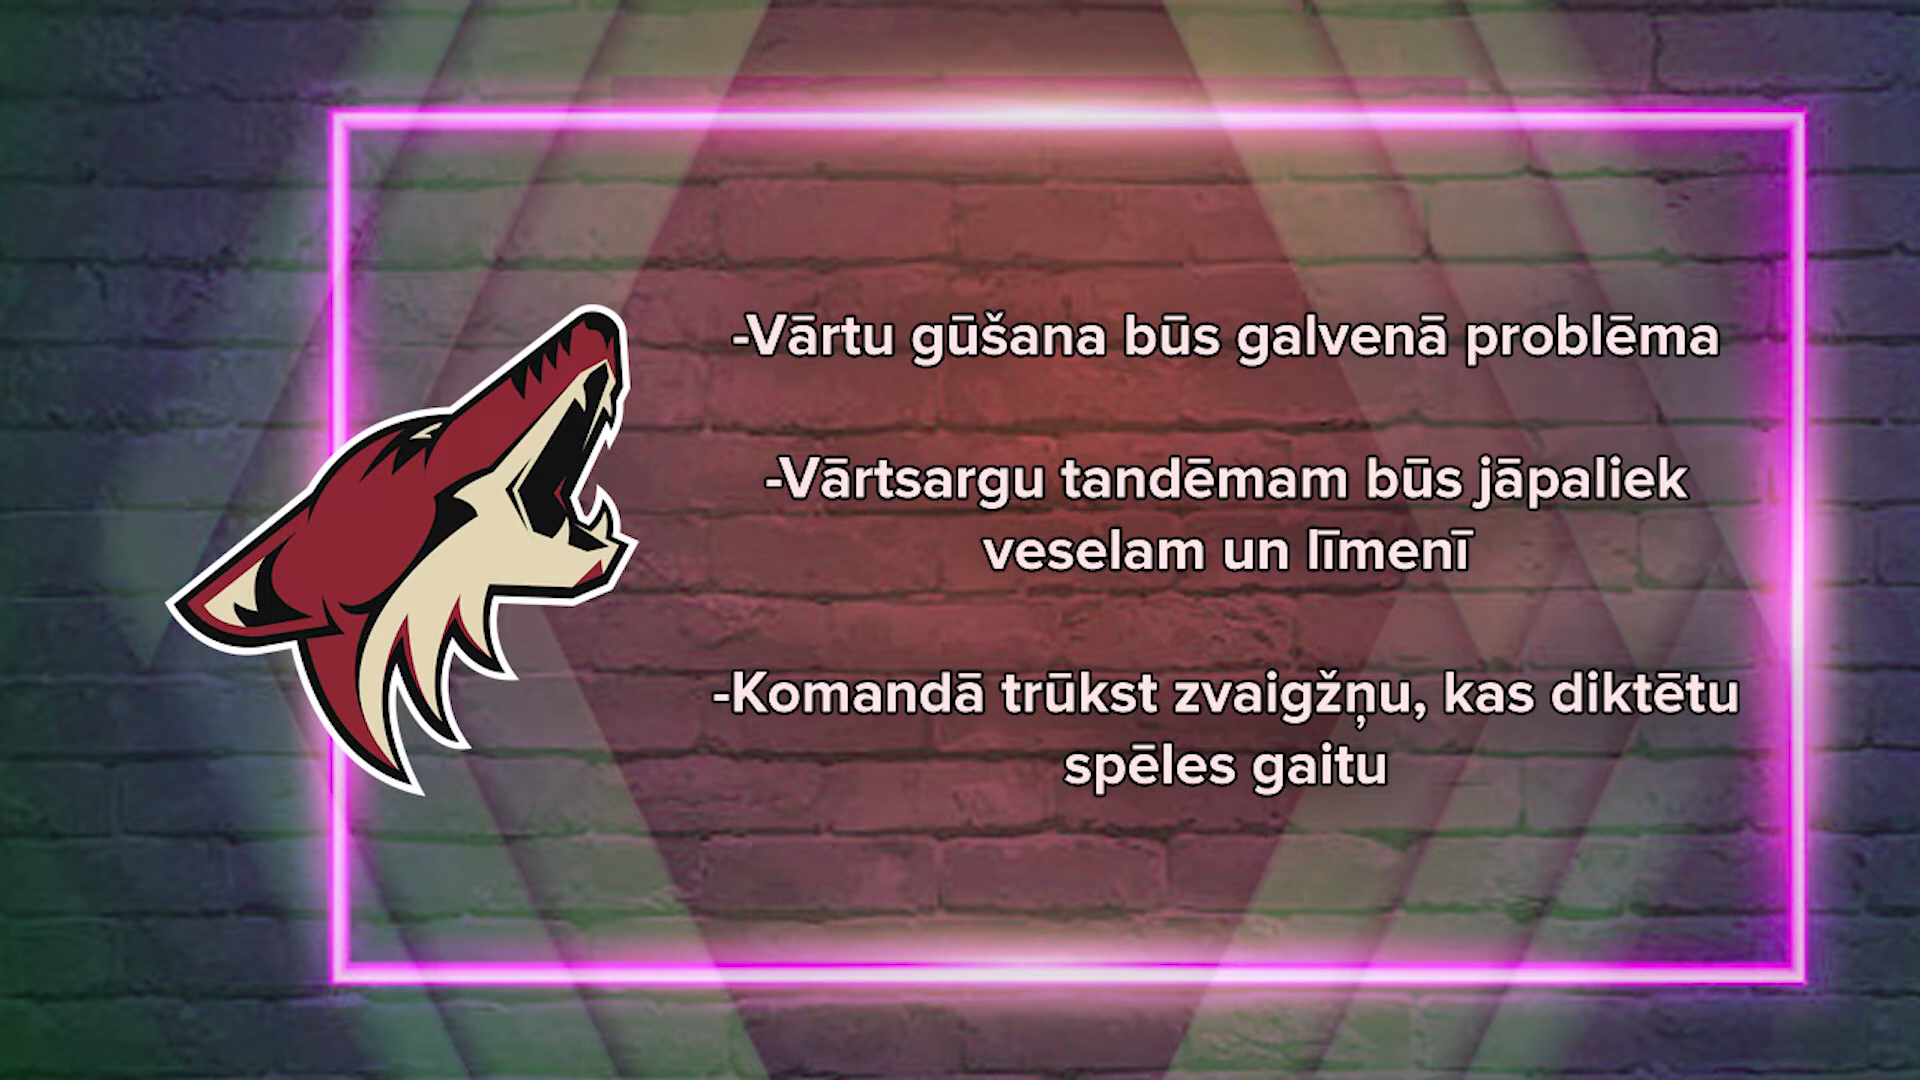 -Vārtu gūšana būs galvenā problēma
-Vārtsargu tandēmam būs jāpaliek
veselam un līmenī
-Komandā trūkst zvaigžņu, kas diktētu
spēles gaitu